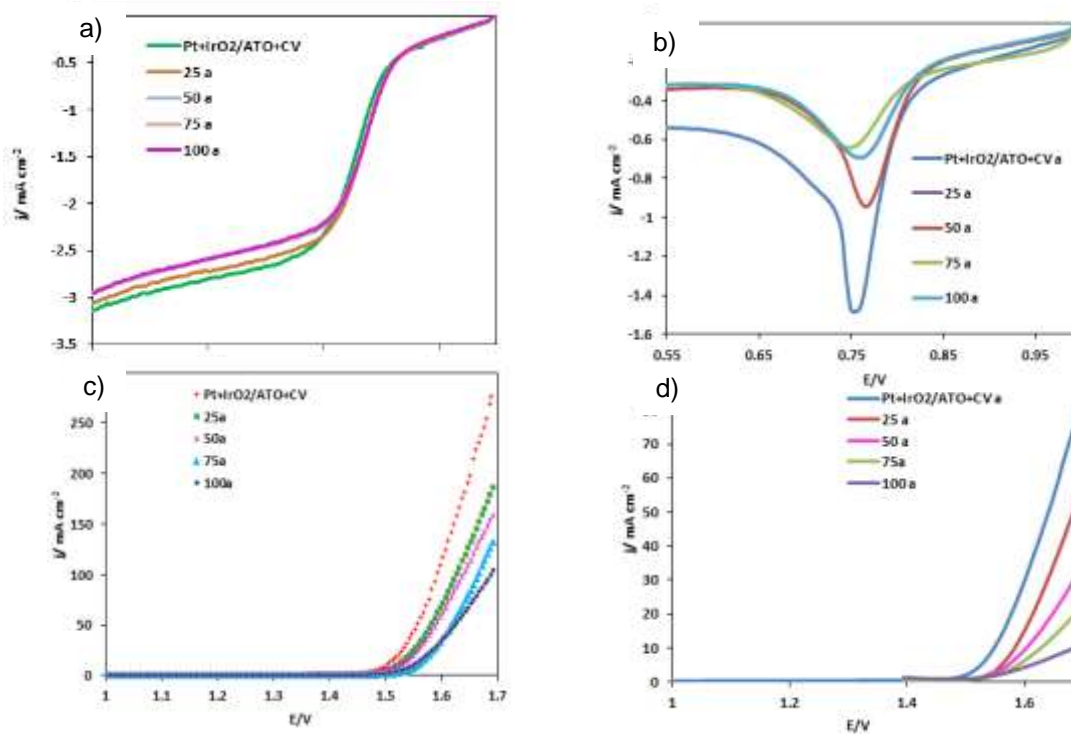 a)
Pt+IrO2/ATO+CV
25 a
50 a
75 a
100 a
-0.5
-1
-1.5
-2
-2.5
-3
-3.5
j/ mA cm-2
b)
-0.4
-0.6
-0.8
-1
-1.2
-1.4
-1.6
j/ mA cm-2
0.55
0.65
0.75
0.85
0.95
E/V
Pt+IrO2/ATO+CV a
25 a
50 a
75 a
100 a
c)
Pt+IrO2/ATO+CV
25a
50a
75a
100a
250
200
150
100
50
0
j/ mA cm-2
1
1.1
1.2
1.3
1.4
1.5
1.6
1.7
E/V
d)
Pt+IrO2/ATO+CV a
25 a
50 a
75a
100 a
70
60
50
40
30
20
10
0
j/ mA cm-2
1
1.2
1.4
1.6
E/V